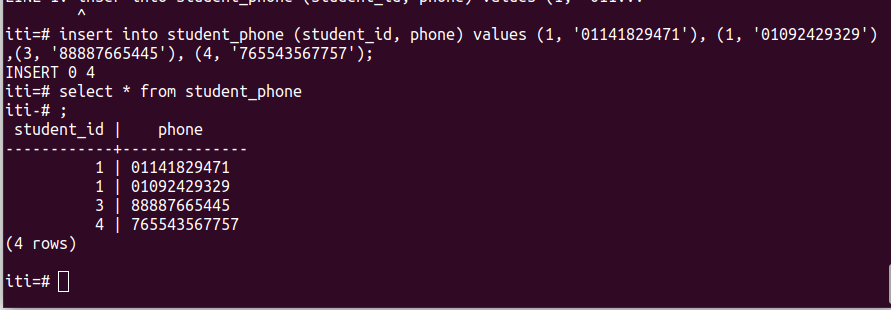 iti=# insert into student_phone (student_id, phone) values (1, '01141829471'), (1, '01092429329')
,(3, '88887665445'), (4, '765543567757');
INSERT 0 4
iti=# select * from student_phone
iti-# ;
 student_id |    phone
------------+--------------
          1 | 01141829471
          1 | 01092429329
          3 | 88887665445
          4 | 765543567757
(4 rows)
iti=#